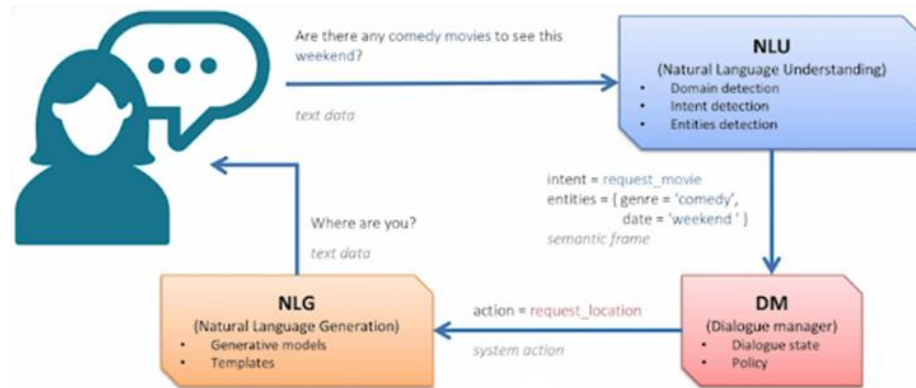 Are there any comedy movies to see this
weekend?
text data
NLU
(Natural Language Understanding)
• Domain detection
• Intent detection
• Entities detection
intent = request_movie
entities = { genre = 'comedy',
date = 'weekend ' }
semantic frame
DM
(Dialogue manager)
• Dialogue state
• Policy
action = request_location
system action
NLG
(Natural Language Generation)
• Generative models
• Templates
Where are you?
text data